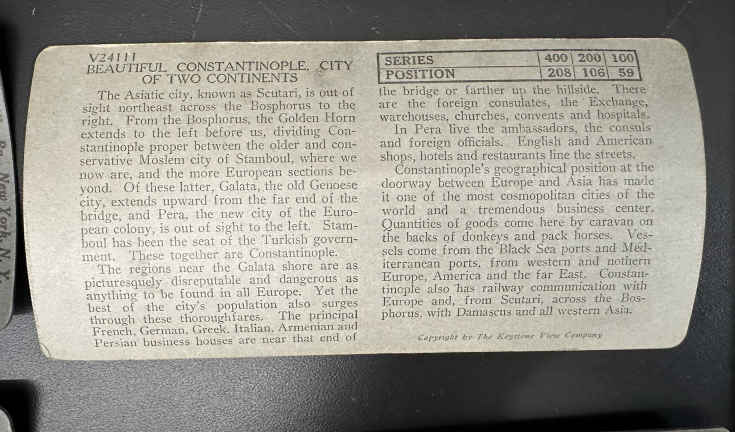 V24111
BEAUTIFUL CONSTANTINOPLE, CITY
OF TWO CONTINENTS
The Asiatic city, known as Scutari, is out of
sight northeast across the Bosphorus to the
right. From the Bosphorus, the Golden Horn
extends to the left before us, dividing Con-
stantinople proper between the older and con-
servative Moslem city of Stamboul, where we
now are, and the more European sections be-
yond. Of these latter, Galata, the old Genoese
city, extends upward from the far end of the
bridge, and Pera, the new city of the Euro-
pean colony, is out of sight to the left. Stam-
boul has been the seat of the Turkish govern-
ment. These together are Constantinople.
The regions near the Galata shore are as
picturesquely disreputable and dangerous as
anything to be found in all Europe. Yet the
best of the city's population also surges
through these thoroughfares. The principal
French, German, Greek, Italian, Armenian and
Persian business houses are near that end of
SERIES 400 200 100
POSITION 208 106 59
the bridge or farther up the hillside. There
are the foreign consulates, the Exchange,
warehouses, churches, convents and hospitals.
In Pera live the ambassadors, the consuls
and foreign officials. English and American
shops, hotels and restaurants line the streets.
Constantinople's geographical position at the
doorway between Europe and Asia has made
it one of the most cosmopolitan cities of the
world and a tremendous business center.
Quantities of goods come here by caravan on
the backs of donkeys and pack horses. Ves-
sels come from the Black Sea ports and Med-
iterranean ports, from western and nothern
Europe, America and the far East. Constan-
tinople also has railway communication with
Europe and, from Scutari, across the Bos-
phorus, with Damascus and all western Asia.
Copyright by The Keystone View Company
New York, N. Y.